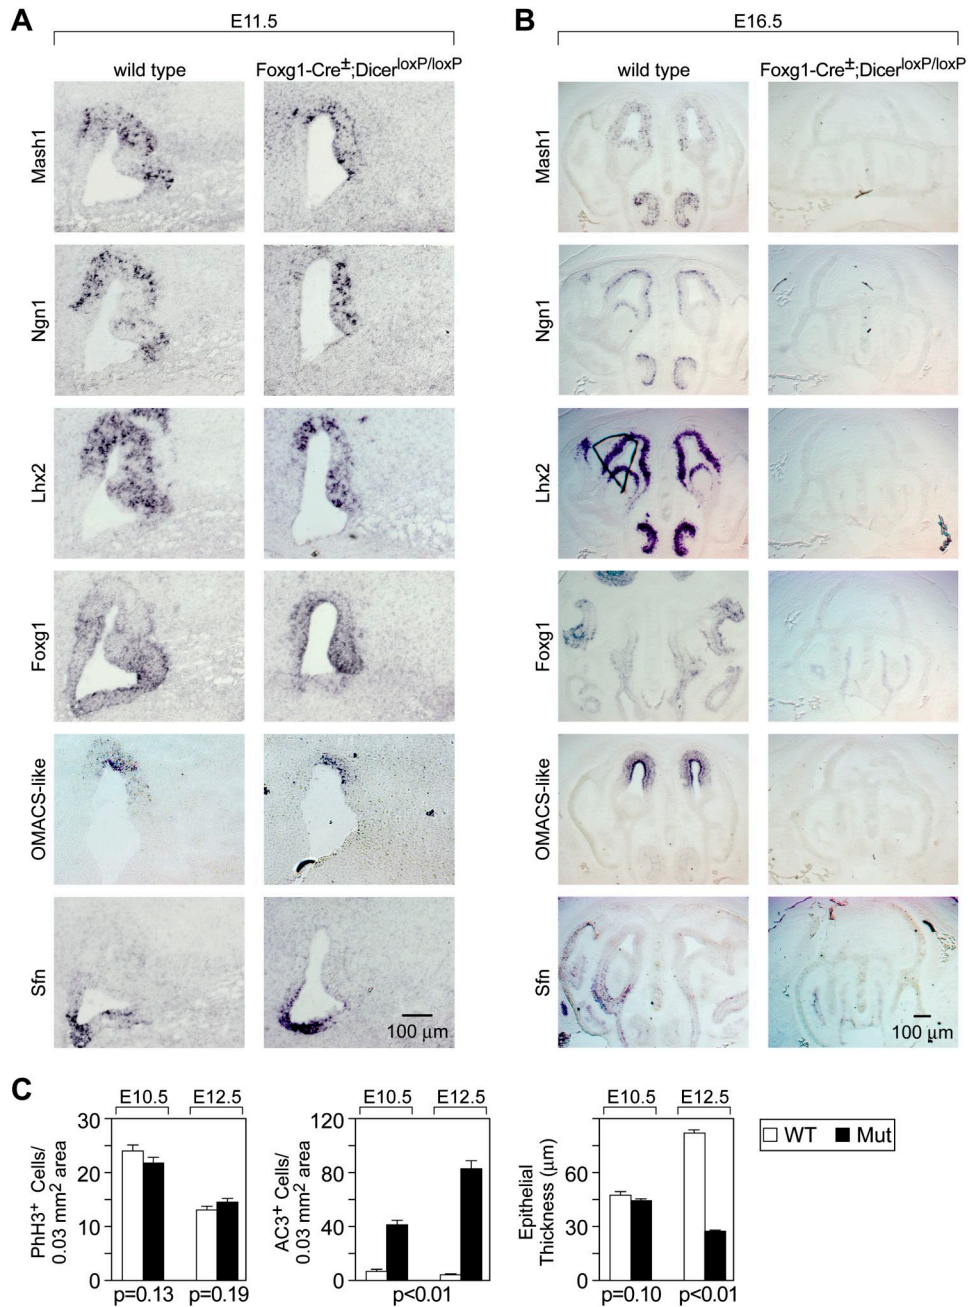 A
E11.5
wild type
Foxg1-Cre±;DicerloxP/loxP
Mash1
Ngn1
Lhx2
Foxg1
OMACS-like
Sfn
100 μm
B
E16.5
wild type
Foxg1-Cre±;DicerloxP/loxP
Mash1
Ngn1
Lhx2
Foxg1
OMACS-like
Sfn
100 μm
C
E10.5
E12.5
PhH3+ Cells/
0.03 mm2 area
30
20
10
0
p=0.13
p=0.19
E10.5
E12.5
AC3+ Cells/
0.03 mm2 area
120
80
40
0
p<0.01
E10.5
E12.5
Epithelial
Thickness (μm)
60
30
0
p=0.10
p<0.01
WT
Mut